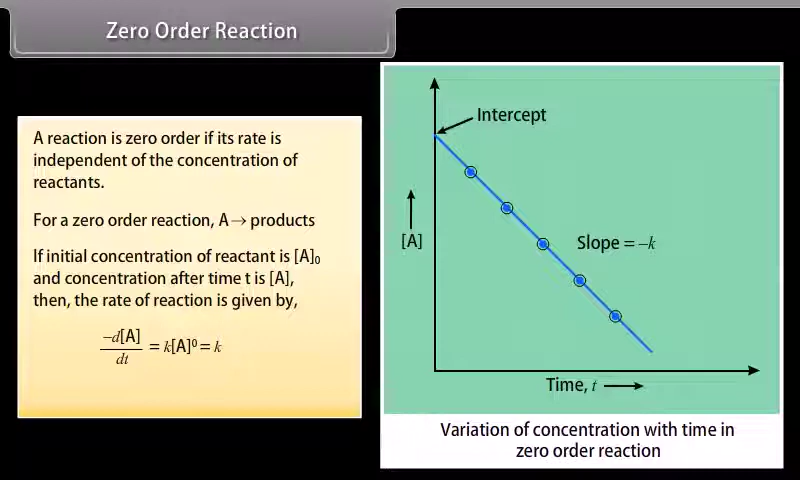 Zero Order Reaction
A reaction is zero order if its rate is
independent of the concentration of
reactants.
For a zero order reaction, A → products
If initial concentration of reactant is [A]₀
and concentration after time t is [A],
then, the rate of reaction is given by,
−d[A]
dt
= k[A]⁰ = k
Intercept
[A]
Slope = −k
Time, t
Variation of concentration with time in
zero order reaction